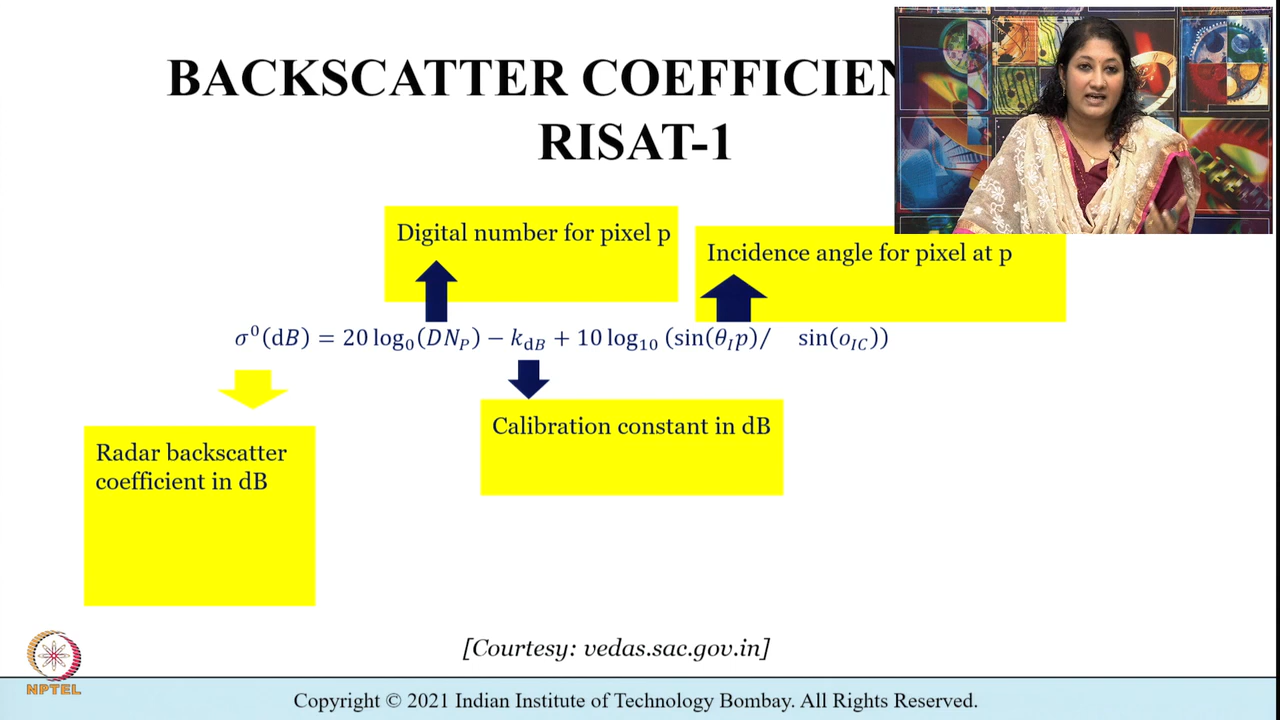 BACKSCATTER COEFFICIEN
RISAT-1
Digital number for pixel p
Incidence angle for pixel at p
σ⁰(dB) = 20 log₀(DN_P) − k_dB + 10 log₁₀ (sin(θ_I p)/ sin(o_IC))
Calibration constant in dB
Radar backscatter
coefficient in dB
[Courtesy: vedas.sac.gov.in]
NPTEL
Copyright © 2021 Indian Institute of Technology Bombay. All Rights Reserved.